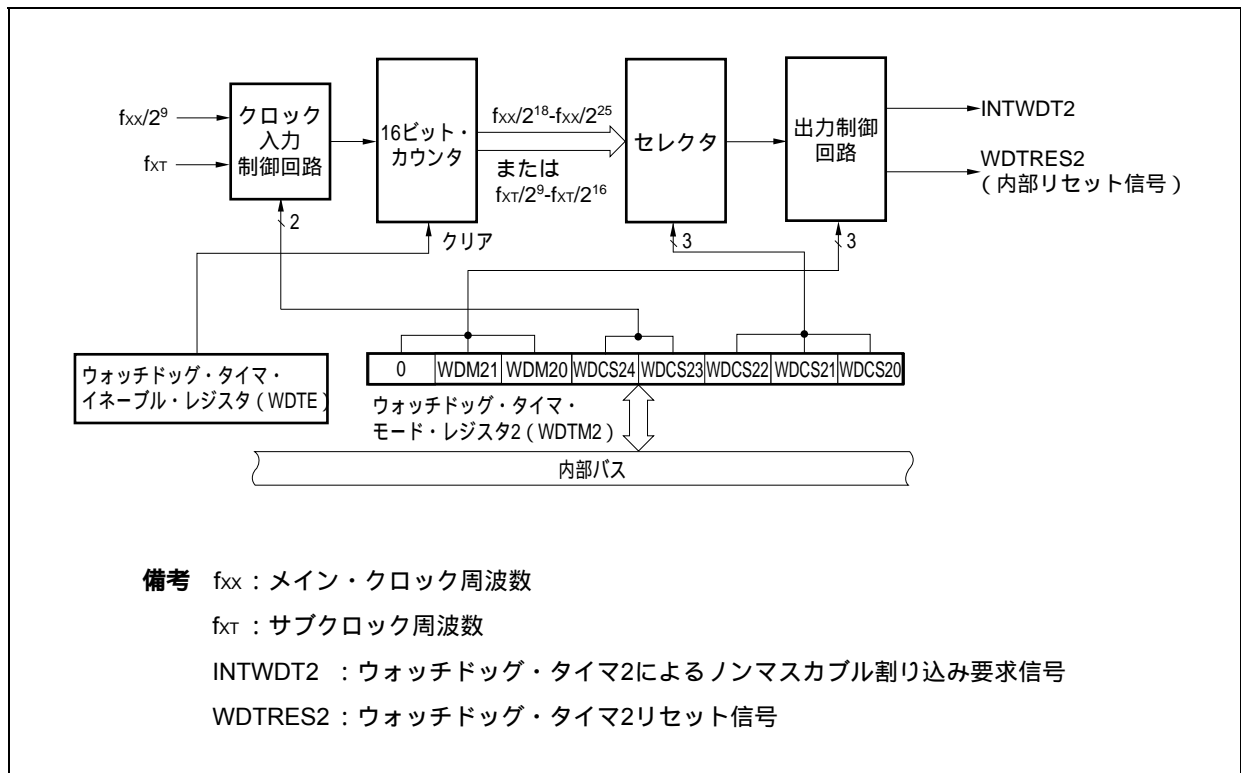 fXX/2⁹
fXT
クロック
入力
制御回路
2
16ビット・
カウンタ
クリア
fXX/2¹⁸-fXX/2²⁵
または
fXT/2⁹-fXT/2¹⁶
セレクタ
3
出力制御
回路
3
INTWDT2
WDTRES2
(内部リセット信号)
ウォッチドッグ・タイマ・
イネーブル・レジスタ(WDTE)
0 WDM21 WDM20 WDCS24 WDCS23 WDCS22 WDCS21 WDCS20
ウォッチドッグ・タイマ・
モード・レジスタ2(WDTM2)
内部バス
備考 fXX:メイン・クロック周波数
fXT:サブクロック周波数
INTWDT2 :ウォッチドッグ・タイマ2によるノンマスカブル割り込み要求信号
WDTRES2:ウォッチドッグ・タイマ2リセット信号